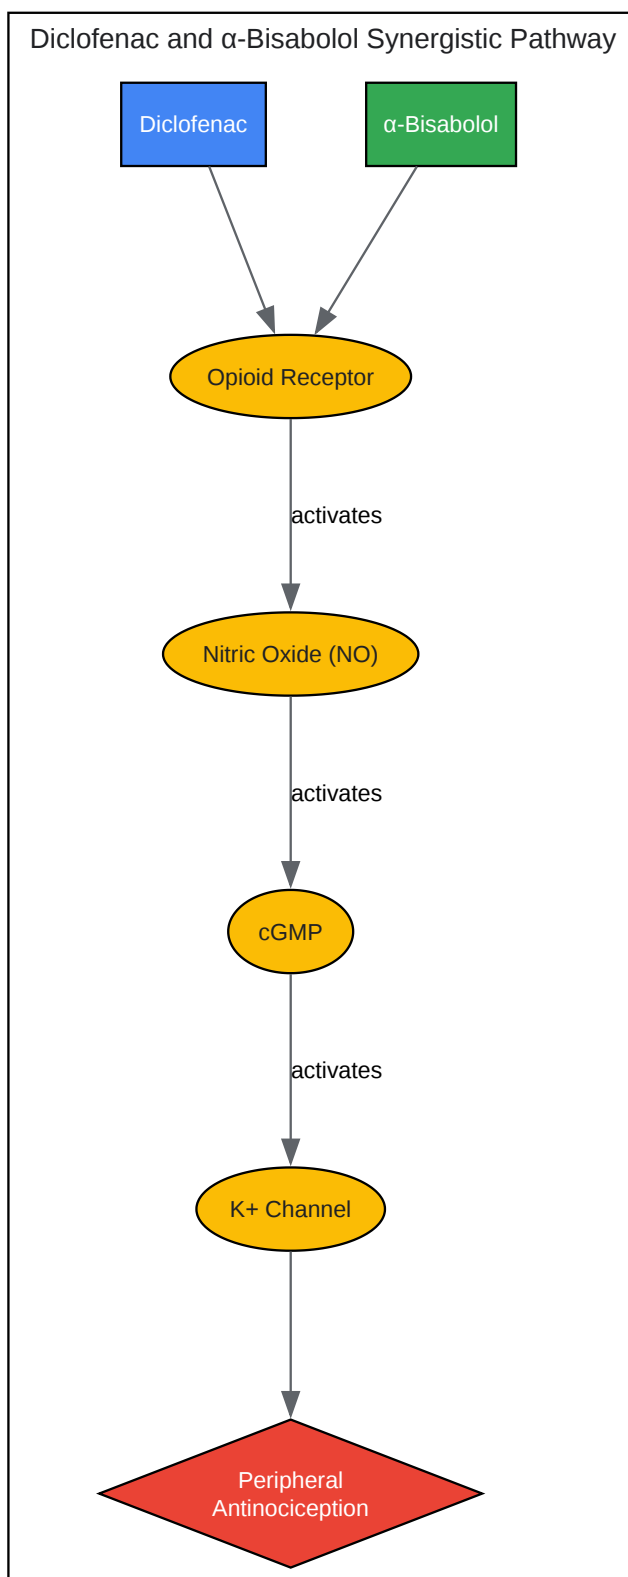 Diclofenac and α-Bisabolol Synergistic Pathway
Diclofenac
α-Bisabolol
Opioid Receptor
activates
Nitric Oxide (NO)
activates
cGMP
activates
K+ Channel
Peripheral
Antinociception